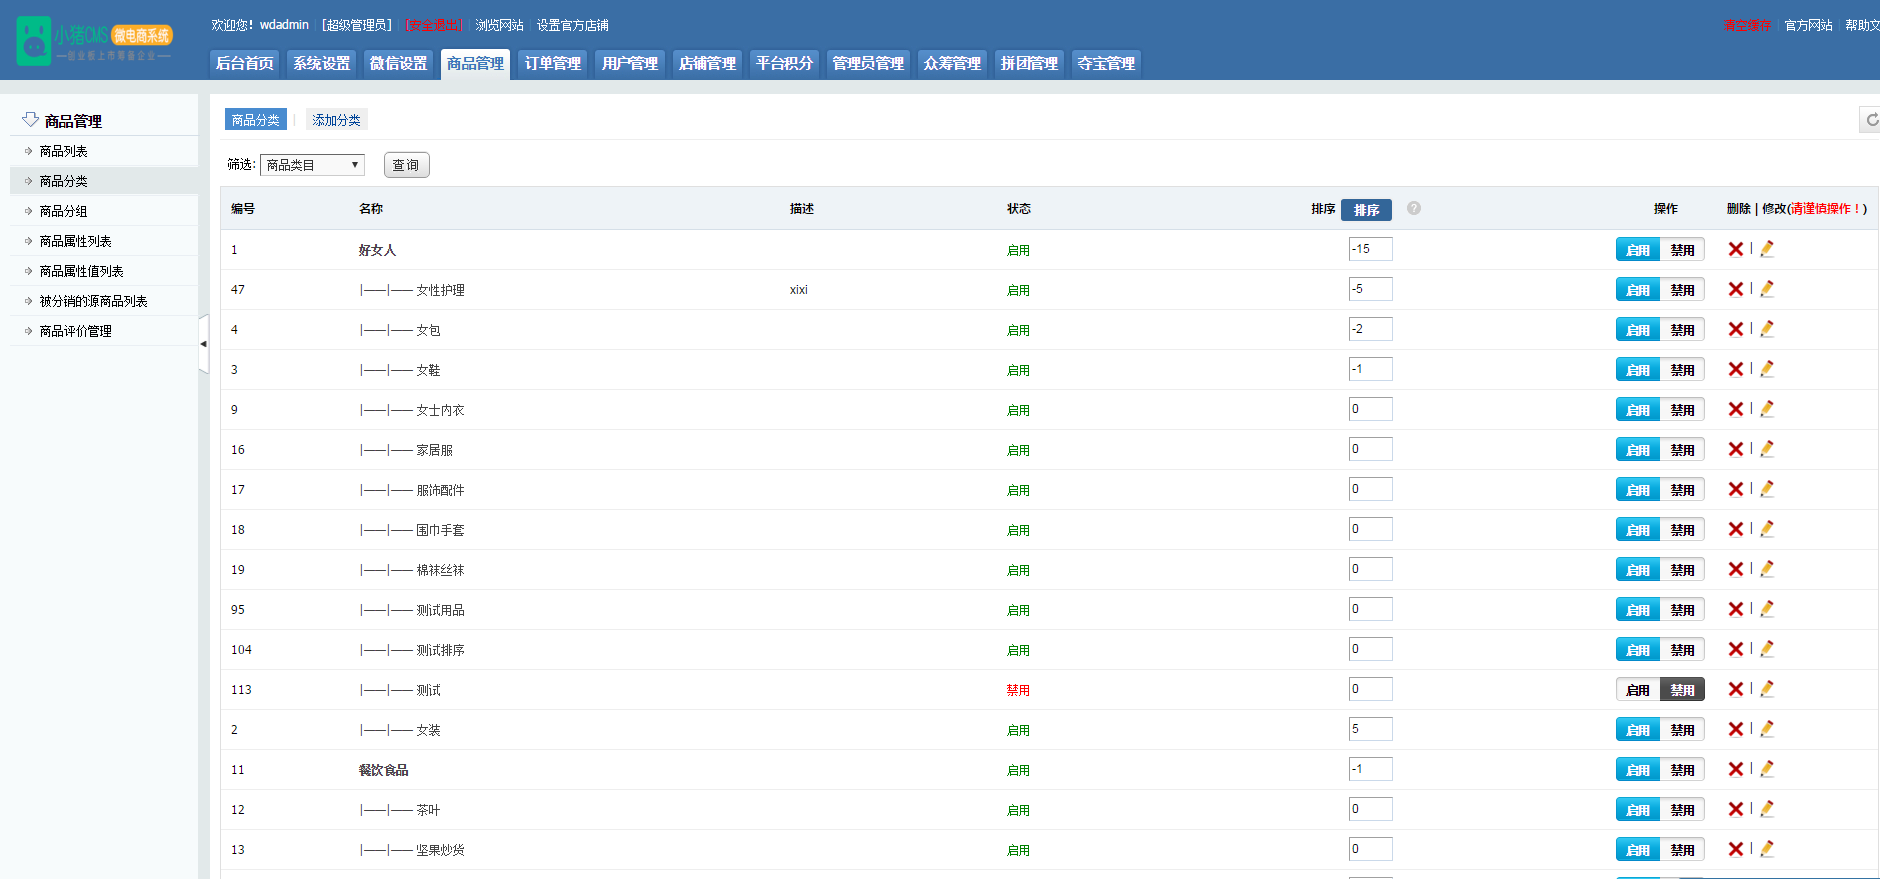 小猪CMS 微电商系统
—创业板上市筹备企业—
欢迎您! wdadmin | [超级管理员] | [安全退出] | 浏览网站 | 设置官方店铺
清空缓存 | 官方网站 | 帮助文
后台首页 系统设置 微信设置 商品管理 订单管理 用户管理 店铺管理 平台积分 管理员管理 众筹管理 拼团管理 夺宝管理
商品管理
商品列表
商品分类
商品分组
商品属性列表
商品属性值列表
被分销的源商品列表
商品评价管理
商品分类 | 添加分类
筛选: 商品类目 查询
编号 名称 描述 状态 排序 排序 操作 删除 | 修改(请谨慎操作!)
1 好女人 启用 -15 启用 禁用 |
47 |——|—— 女性护理 xixi 启用 -5 启用 禁用 |
4 |——|—— 女包 启用 -2 启用 禁用 |
3 |——|—— 女鞋 启用 -1 启用 禁用 |
9 |——|—— 女士内衣 启用 0 启用 禁用 |
16 |——|—— 家居服 启用 0 启用 禁用 |
17 |——|—— 服饰配件 启用 0 启用 禁用 |
18 |——|—— 围巾手套 启用 0 启用 禁用 |
19 |——|—— 棉袜丝袜 启用 0 启用 禁用 |
95 |——|—— 测试用品 启用 0 启用 禁用 |
104 |——|—— 测试排序 启用 0 启用 禁用 |
113 |——|—— 测试 禁用 0 启用 禁用 |
2 |——|—— 女装 启用 5 启用 禁用 |
11 餐饮食品 启用 -1 启用 禁用 |
12 |——|—— 茶叶 启用 0 启用 禁用 |
13 |——|—— 坚果炒货 启用 0 启用 禁用 |